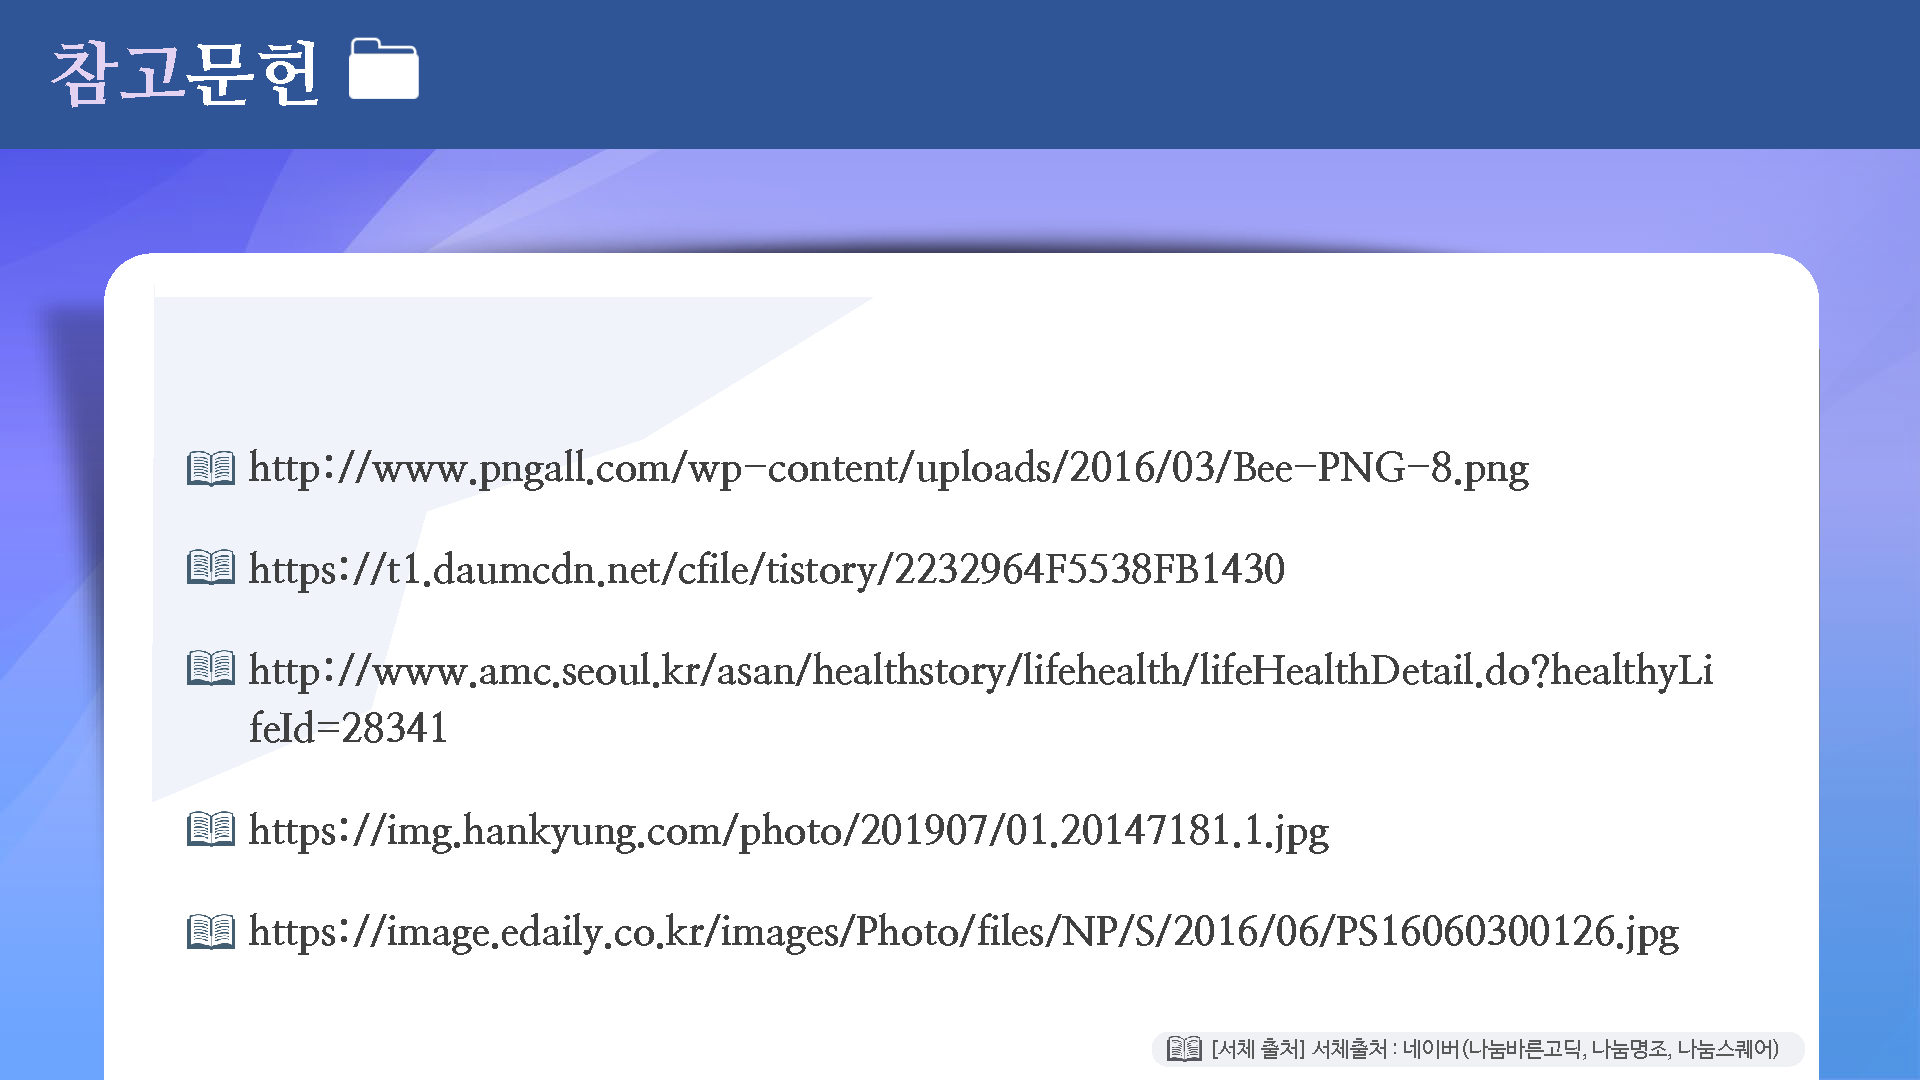 참고문헌
http://www.pngall.com/wp-content/uploads/2016/03/Bee-PNG-8.png
https://t1.daumcdn.net/cfile/tistory/2232964F5538FB1430
http://www.amc.seoul.kr/asan/healthstory/lifehealth/lifeHealthDetail.do?healthyLi
feId=28341
https://img.hankyung.com/photo/201907/01.20147181.1.jpg
https://image.edaily.co.kr/images/Photo/files/NP/S/2016/06/PS16060300126.jpg
[서체 출처] 서체출처 : 네이버(나눔바른고딕, 나눔명조, 나눔스퀘어)